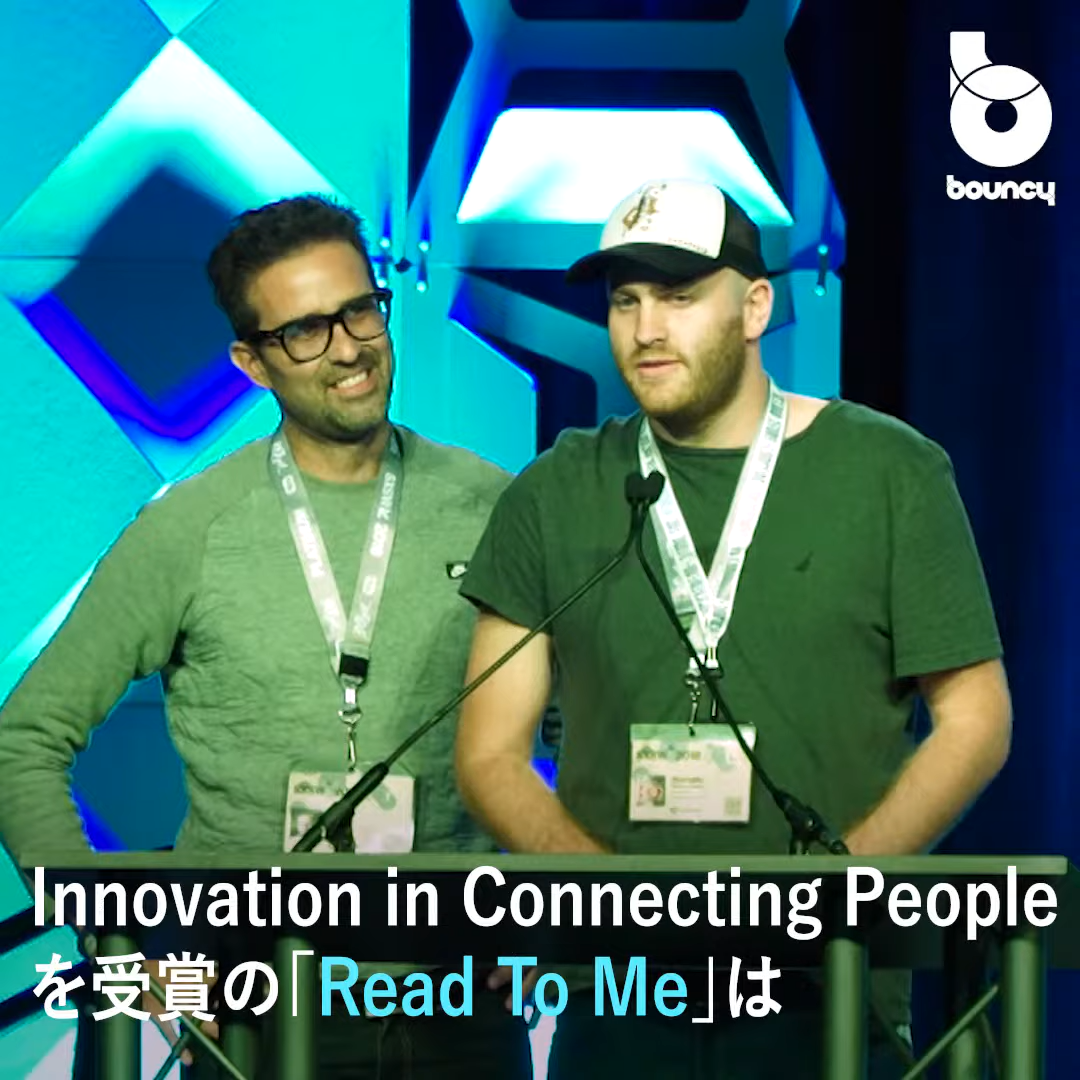 bouncy
Innovation in Connecting People
を受賞の「Read To Me」は